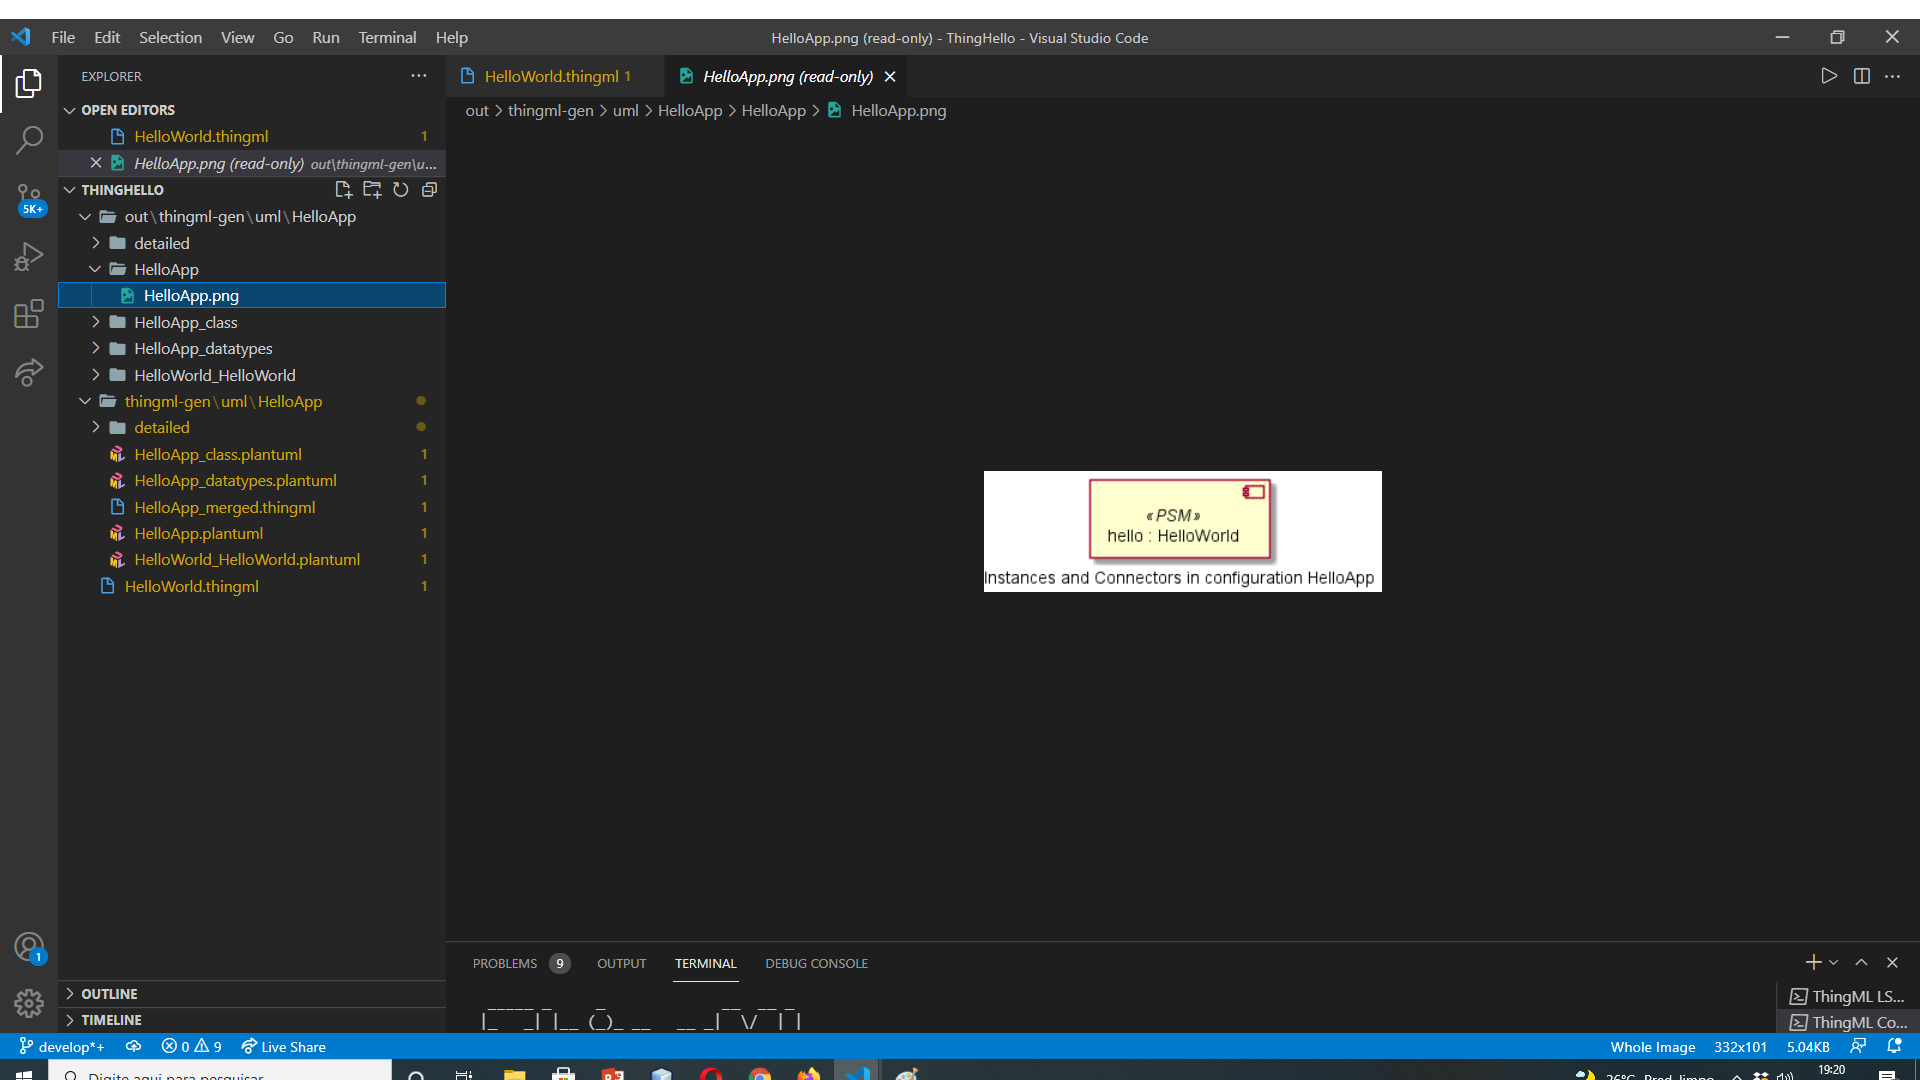 File Edit Selection View Go Run Terminal Help
HelloApp.png (read-only) - ThingHello - Visual Studio Code
EXPLORER
HelloWorld.thingml 1
HelloApp.png (read-only)
OPEN EDITORS
out > thingml-gen > uml > HelloApp > HelloApp > HelloApp.png
HelloWorld.thingml 1
HelloApp.png (read-only) out\thingml-gen\u...
THINGHELLO
5K+
out\thingml-gen\uml\HelloApp
detailed
HelloApp
HelloApp.png
HelloApp_class
HelloApp_datatypes
HelloWorld_HelloWorld
thingml-gen\uml\HelloApp
detailed
HelloApp_class.plantuml 1
HelloApp_datatypes.plantuml 1
HelloApp_merged.thingml 1
HelloApp.plantuml 1
HelloWorld_HelloWorld.plantuml 1
HelloWorld.thingml 1
«PSM»
hello : HelloWorld
Instances and Connectors in configuration HelloApp
1
PROBLEMS 9 OUTPUT TERMINAL DEBUG CONSOLE
OUTLINE
TIMELINE
ThingML LS...
ThingML Co...
develop*+ 0 9 Live Share
Whole Image 332x101 5.04KB
Digite aqui para pesquisar
26°C Pred. limpo
19:20